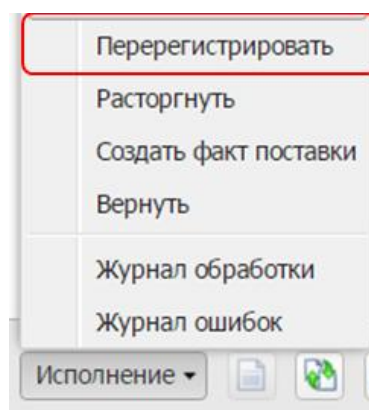 Перерегистрировать
Расторгнуть
Создать факт поставки
Вернуть
Журнал обработки
Журнал ошибок
Исполнение